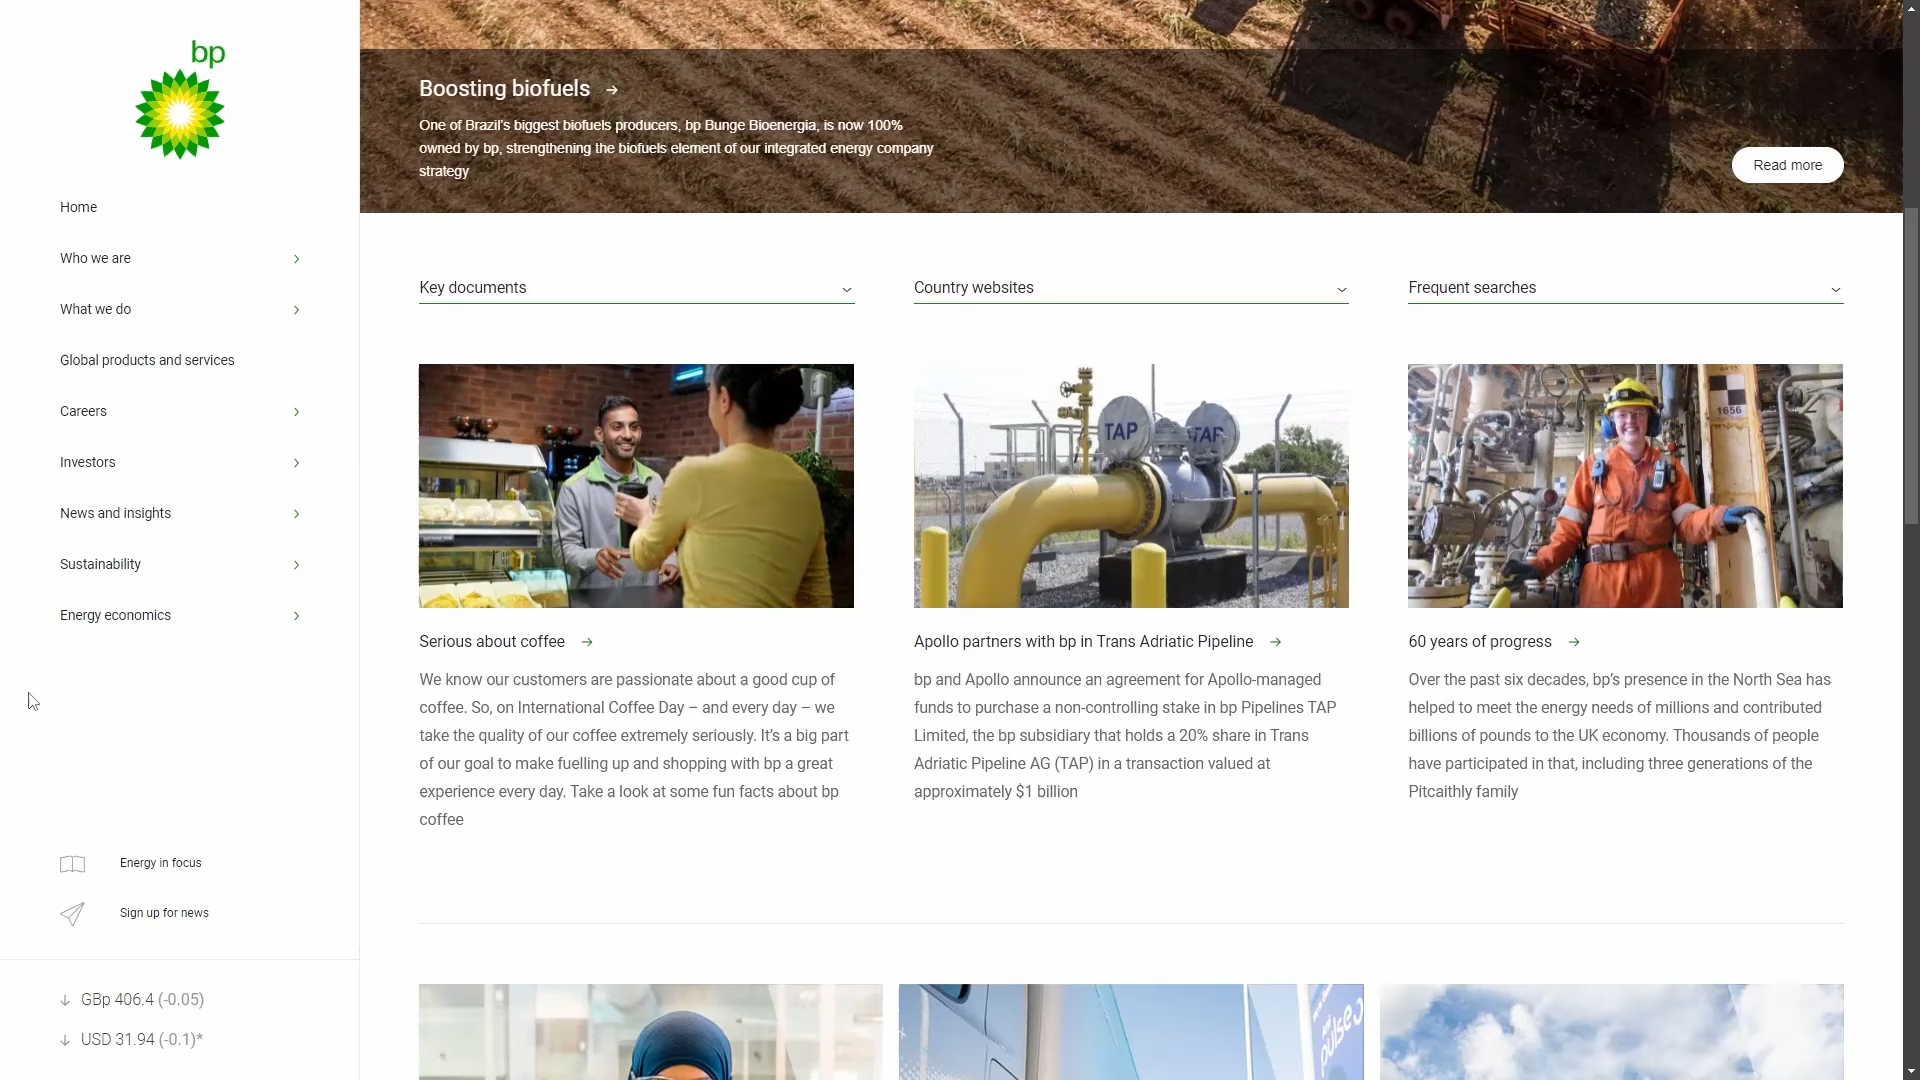 bp
Home
Who we are
What we do
Global products and services
Careers
Investors
News and insights
Sustainability
Energy economics
Energy in focus
Sign up for news
GBp 406.4 (-0.05)
USD 31.94 (-0.1)*
Boosting biofuels
One of Brazil's biggest biofuels producers, bp Bunge Bioenergia, is now 100%
owned by bp, strengthening the biofuels element of our integrated energy company
strategy
Read more
Key documents
Country websites
Frequent searches
TAP
TAP
1656
Serious about coffee
We know our customers are passionate about a good cup of
coffee. So, on International Coffee Day – and every day – we
take the quality of our coffee extremely seriously. It's a big part
of our goal to make fuelling up and shopping with bp a great
experience every day. Take a look at some fun facts about bp
coffee
Apollo partners with bp in Trans Adriatic Pipeline
bp and Apollo announce an agreement for Apollo-managed
funds to purchase a non-controlling stake in bp Pipelines TAP
Limited, the bp subsidiary that holds a 20% share in Trans
Adriatic Pipeline AG (TAP) in a transaction valued at
approximately $1 billion
60 years of progress
Over the past six decades, bp's presence in the North Sea has
helped to meet the energy needs of millions and contributed
billions of pounds to the UK economy. Thousands of people
have participated in that, including three generations of the
Pitcaithly family
pulse